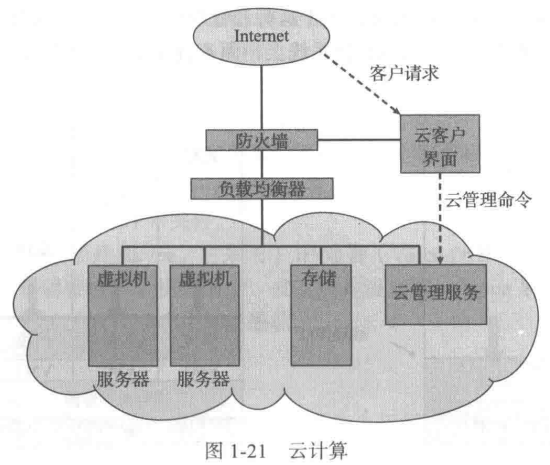 Internet
客户请求
防火墙
云客户
界面
负载均衡器
云管理命令
虚拟机
虚拟机
存储
云管理服务
服务器
服务器
图 1-21 云计算